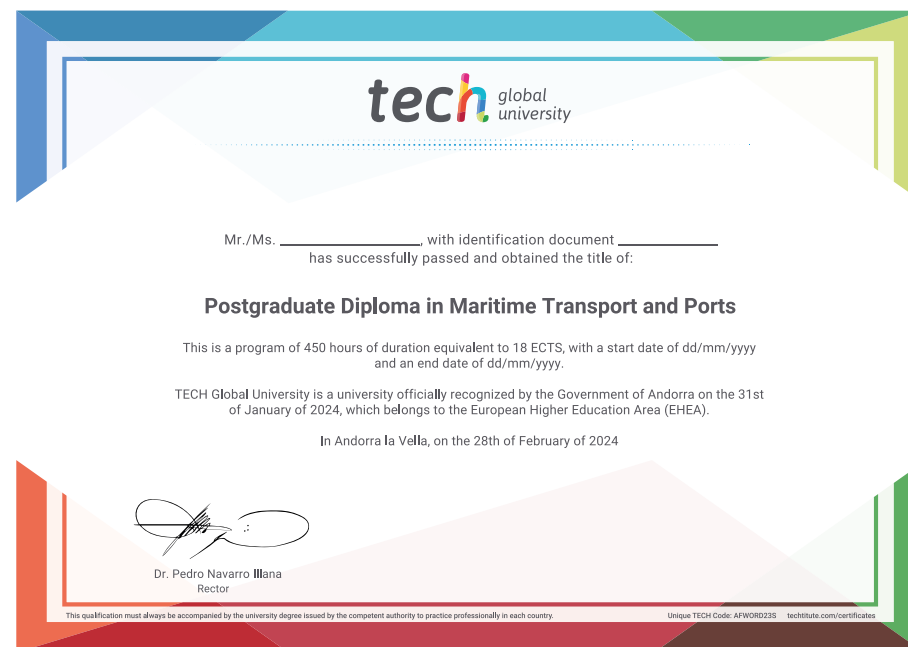 tech global
university
Mr./Ms. ____________, with identification document ____________
has successfully passed and obtained the title of:
Postgraduate Diploma in Maritime Transport and Ports
This is a program of 450 hours of duration equivalent to 18 ECTS, with a start date of dd/mm/yyyy
and an end date of dd/mm/yyyy.
TECH Global University is a university officially recognized by the Government of Andorra on the 31st
of January of 2024, which belongs to the European Higher Education Area (EHEA).
In Andorra la Vella, on the 28th of February of 2024
Dr. Pedro Navarro Illana
Rector
This qualification must always be accompanied by the university degree issued by the competent authority to practice professionally in each country.
Unique TECH Code: AFWORD23S techtitute.com/certificates